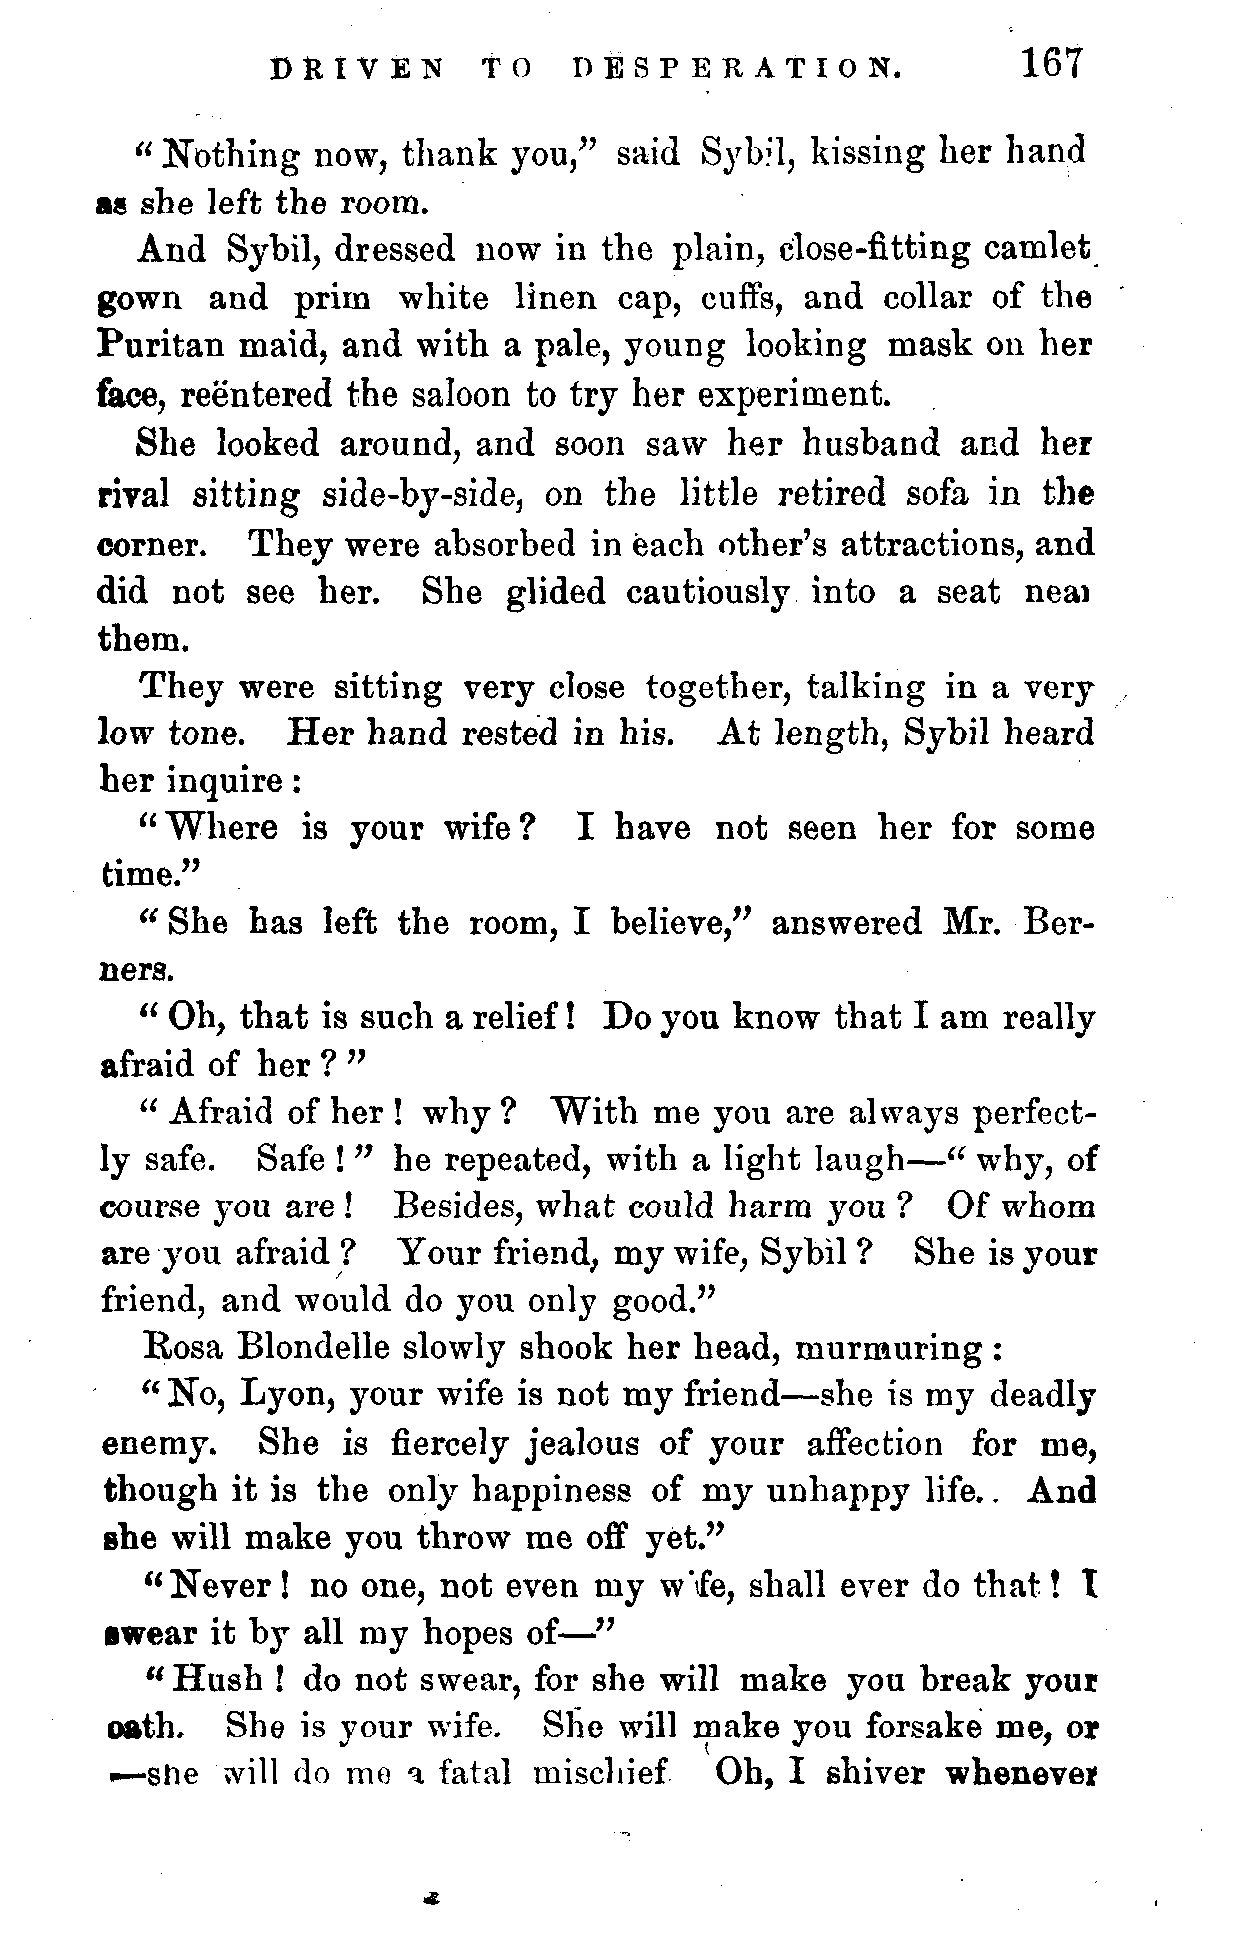 DRIVEN TO DESPERATION. 167
“Nothing now, thank you,” said Sybil, kissing her hand
as she left the room.
And Sybil, dressed now in the plain, close-fitting camlet
gown and prim white linen cap, cuffs, and collar of the
Puritan maid, and with a pale, young looking mask on her
face, reëntered the saloon to try her experiment.
She looked around, and soon saw her husband and her
rival sitting side-by-side, on the little retired sofa in the
corner. They were absorbed in each other’s attractions, and
did not see her. She glided cautiously into a seat near
them.
They were sitting very close together, talking in a very
low tone. Her hand rested in his. At length, Sybil heard
her inquire :
“Where is your wife? I have not seen her for some
time.”
“She has left the room, I believe,” answered Mr. Ber-
ners.
“Oh, that is such a relief! Do you know that I am really
afraid of her ? ”
“Afraid of her ! why ? With me you are always perfect-
ly safe. Safe ! ” he repeated, with a light laugh—“ why, of
course you are ! Besides, what could harm you ? Of whom
are you afraid ? Your friend, my wife, Sybil ? She is your
friend, and would do you only good.”
Rosa Blondelle slowly shook her head, murmuring :
“No, Lyon, your wife is not my friend—she is my deadly
enemy. She is fiercely jealous of your affection for me,
though it is the only happiness of my unhappy life. . And
she will make you throw me off yet.”
“Never ! no one, not even my wife, shall ever do that ! I
swear it by all my hopes of—”
“Hush ! do not swear, for she will make you break your
oath. She is your wife. She will make you forsake me, or
—she will do me a fatal mischief. Oh, I shiver whenever